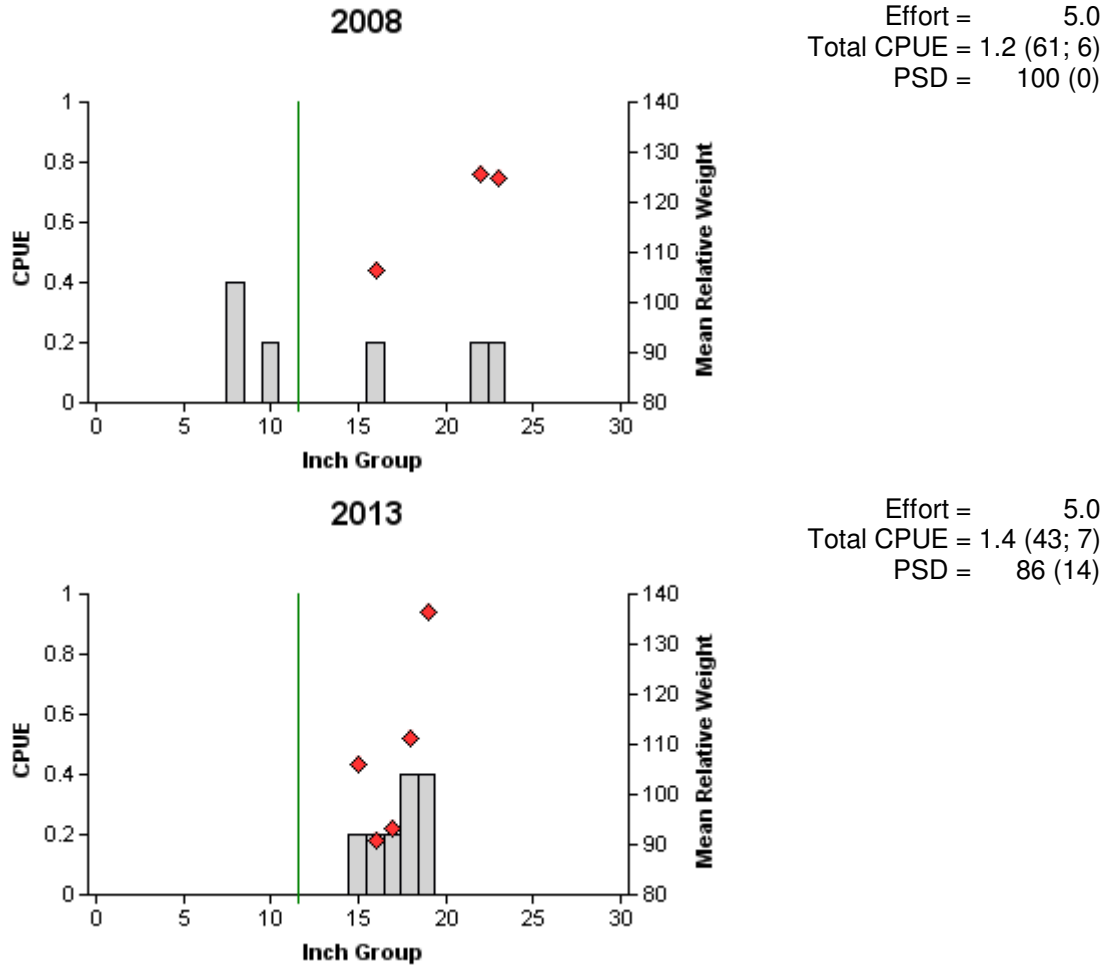 2008
Effort = 5.0
Total CPUE = 1.2 (61; 6)
PSD = 100 (0)
1
0.8
0.6
0.4
0.2
0
CPUE
140
130
120
110
100
90
80
Mean Relative Weight
0 5 10 15 20 25 30
Inch Group
2013
Effort = 5.0
Total CPUE = 1.4 (43; 7)
PSD = 86 (14)
1
0.8
0.6
0.4
0.2
0
CPUE
140
130
120
110
100
90
80
Mean Relative Weight
0 5 10 15 20 25 30
Inch Group